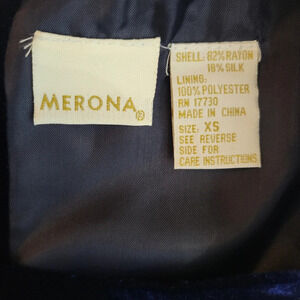 MERONA®
SHELL: 82% RAYON
18% SILK
LINING:
100% POLYESTER
RN 17730
MADE IN CHINA
SIZE: XS
SEE REVERSE
SIDE FOR
CARE INSTRUCTIONS